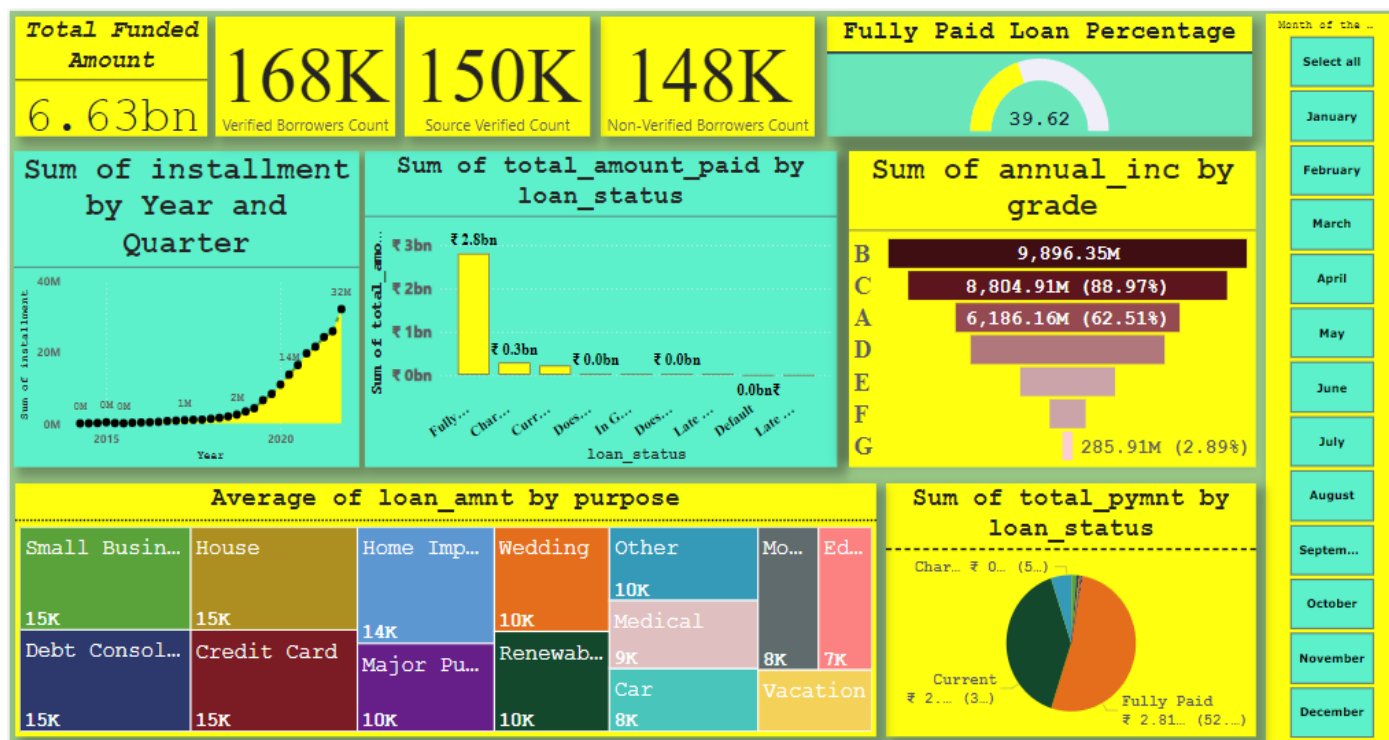 Total Funded
Amount
6.63bn
168K
Verified Borrowers Count
150K
Source Verified Count
148K
Non-Verified Borrowers Count
Fully Paid Loan Percentage
39.62
Month of the ..
Select all
January
February
March
April
May
June
July
August
Septem...
October
November
December
Sum of installment
by Year and
Quarter
Sum of installment
40M
20M
0M
0M
0M
0M
1M
2M
14M
32M
2015
2020
Year
Sum of total_amount_paid by
loan_status
Sum of total_amo...
₹ 3bn
₹ 2bn
₹ 1bn
₹ 0bn
₹ 2.8bn
₹ 0.3bn
₹ 0.0bn
₹ 0.0bn
0.0bn₹
Fully...
Char...
Curr...
Docs...
In G...
Docs...
Late ...
Default
Late ...
loan_status
Sum of annual_inc by
grade
B 9,896.35M
C 8,804.91M (88.97%)
A 6,186.16M (62.51%)
D
E
F
G 285.91M (2.89%)
Average of loan_amnt by purpose
Small Busin...
15K
House
15K
Home Imp...
14K
Wedding
10K
Other
10K
Mo...
8K
Ed...
7K
Debt Consol...
15K
Credit Card
15K
Major Pu...
10K
Renewab...
10K
Medical
9K
Car
8K
Vacation
Sum of total_pymnt by
loan_status
Char... ₹ 0... (5...)
Current
₹ 2.... (3...)
Fully Paid
₹ 2.81... (52....)